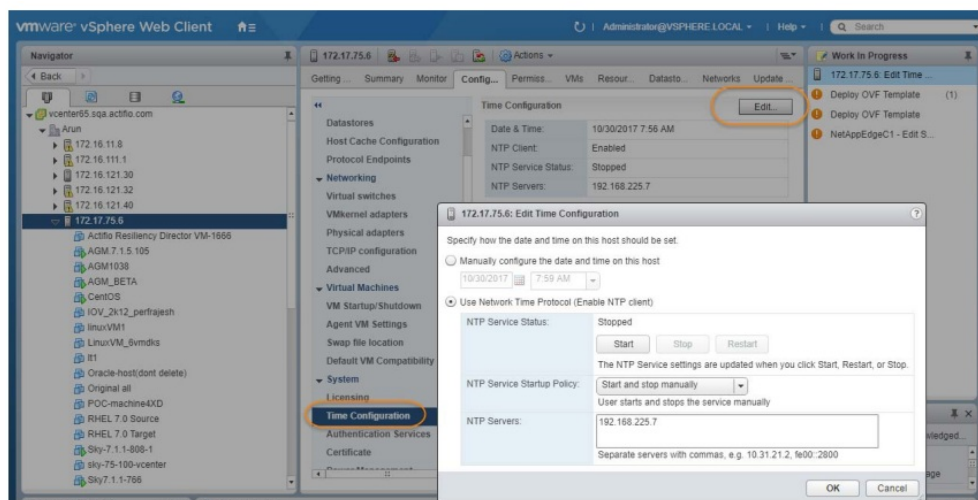 vmware® vSphere Web Client
Administrator@VSPHERE.LOCAL
Help
Search
Navigator
Back
vcenter65.sqa.actifio.com
Arun
172.16.11.8
172.16.111.1
172.16.121.30
172.16.121.32
172.16.121.40
172.17.75.6
Actifio Resiliency Director VM-1666
AGM.7.1.5.105
AGM1038
AGM_BETA
CentOS
IOV_2k12_perfrajesh
linuxVM1
LinuxVM_6vmdks
lt1
Oracle-host(dont delete)
Original all
POC-machine4XD
RHEL 7.0 Source
RHEL 7.0 Target
Sky-7.1.1-808-1
sky-75-100-vcenter
Sky7.1.1-766
172.17.75.6
Actions
Getting ... Summary Monitor Config... Permiss... VMs Resour... Datasto... Networks Update ...
Datastores
Host Cache Configuration
Protocol Endpoints
Networking
Virtual switches
VMkernel adapters
Physical adapters
TCP/IP configuration
Advanced
Virtual Machines
VM Startup/Shutdown
Agent VM Settings
Swap file location
Default VM Compatibility
System
Licensing
Time Configuration
Authentication Services
Certificate
Power Management
Time Configuration
Edit...
Date & Time: 10/30/2017 7:56 AM
NTP Client: Enabled
NTP Service Status: Stopped
NTP Servers: 192.168.225.7
Work In Progress
172.17.75.6: Edit Time ...
Deploy OVF Template (1)
Deploy OVF Template
NetAppEdgeC1 - Edit S...
172.17.75.6: Edit Time Configuration
?
Specify how the date and time on this host should be set.
Manually configure the date and time on this host
10/30/2017 7:59 AM
Use Network Time Protocol (Enable NTP client)
NTP Service Status: Stopped
Start Stop Restart
The NTP Service settings are updated when you click Start, Restart, or Stop.
NTP Service Startup Policy: Start and stop manually
User starts and stops the service manually
NTP Servers: 192.168.225.7
Separate servers with commas, e.g. 10.31.21.2, fe00::2800
OK Cancel